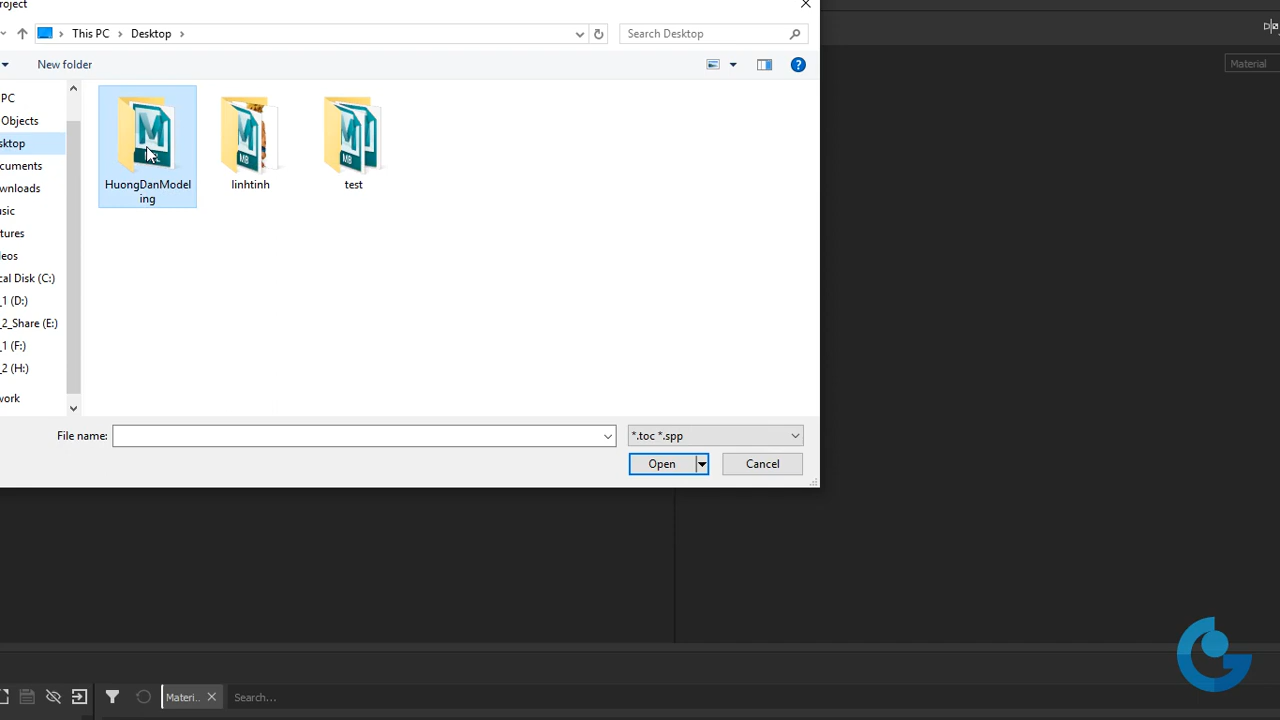 roject
This PC
Desktop
Search Desktop
New folder
Material
PC
Objects
sktop
cuments
wnloads
sic
tures
leos
cal Disk (C:)
_1 (D:)
_2_Share (E:)
_1 (F:)
_2 (H:)
work
HuongDanModel
ing
linhtinh
test
File name:
*.toc *.spp
Open
Cancel
Materi..
Search...